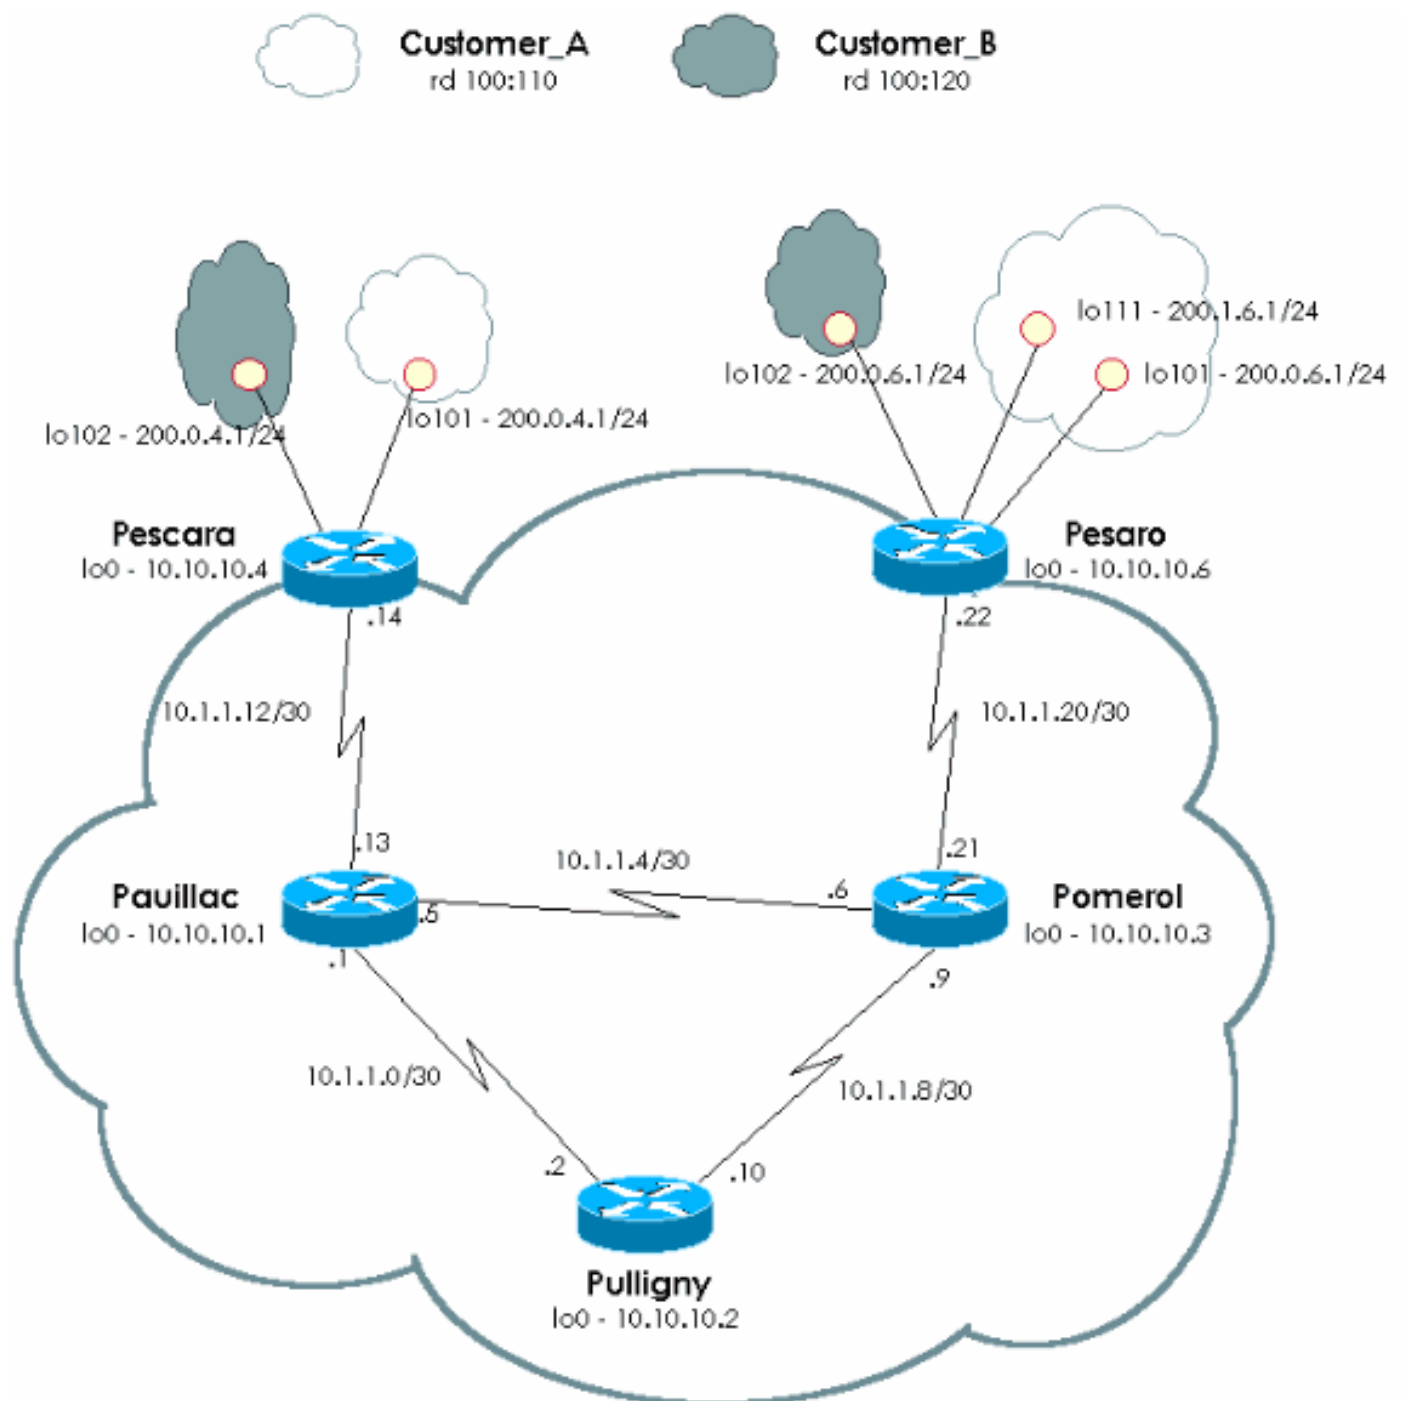 Customer_A
rd 100:110
Customer_B
rd 100:120
lo111 - 200.1.6.1/24
lo102 - 200.0.6.1/24
lo101 - 200.0.6.1/24
lo102 - 200.0.4.1/24
lo101 - 200.0.4.1/24
Pescara
lo0 - 10.10.10.4
Pesaro
lo0 - 10.10.10.6
.14
.22
10.1.1.12/30
10.1.1.20/30
.13
10.1.1.4/30
.21
Pauillac
lo0 - 10.10.10.1
.5
.6
Pomerol
lo0 - 10.10.10.3
.1
.9
10.1.1.0/30
10.1.1.8/30
.2
.10
Pulligny
lo0 - 10.10.10.2